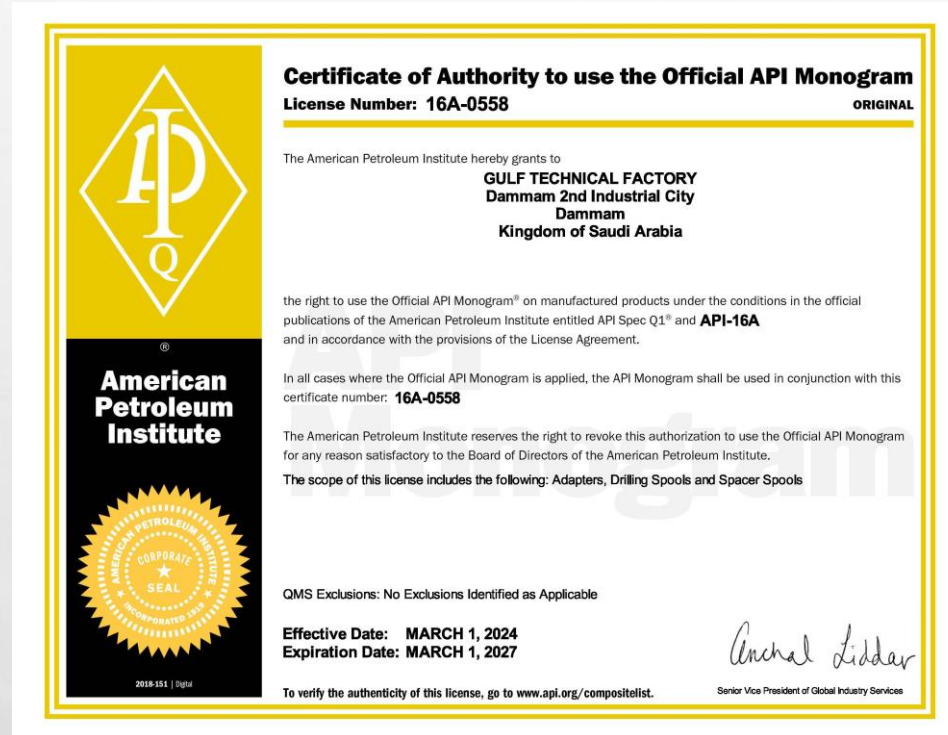 API
Q
®
American
Petroleum
Institute
AMERICAN PETROLEUM INSTITUTE
CORPORATE
SEAL
INCORPORATED 1919
2018-151 | Digital
Certificate of Authority to use the Official API Monogram
License Number: 16A-0558
ORIGINAL
The American Petroleum Institute hereby grants to
GULF TECHNICAL FACTORY
Dammam 2nd Industrial City
Dammam
Kingdom of Saudi Arabia
the right to use the Official API Monogram® on manufactured products under the conditions in the official
publications of the American Petroleum Institute entitled API Spec Q1® and API-16A
and in accordance with the provisions of the License Agreement.
API
Monogram
In all cases where the Official API Monogram is applied, the API Monogram shall be used in conjunction with this
certificate number: 16A-0558
The American Petroleum Institute reserves the right to revoke this authorization to use the Official API Monogram
for any reason satisfactory to the Board of Directors of the American Petroleum Institute.
The scope of this license includes the following: Adapters, Drilling Spools and Spacer Spools
QMS Exclusions: No Exclusions Identified as Applicable
Effective Date: MARCH 1, 2024
Expiration Date: MARCH 1, 2027
To verify the authenticity of this license, go to www.api.org/compositelist.
Anchal Liddar
Senior Vice President of Global Industry Services